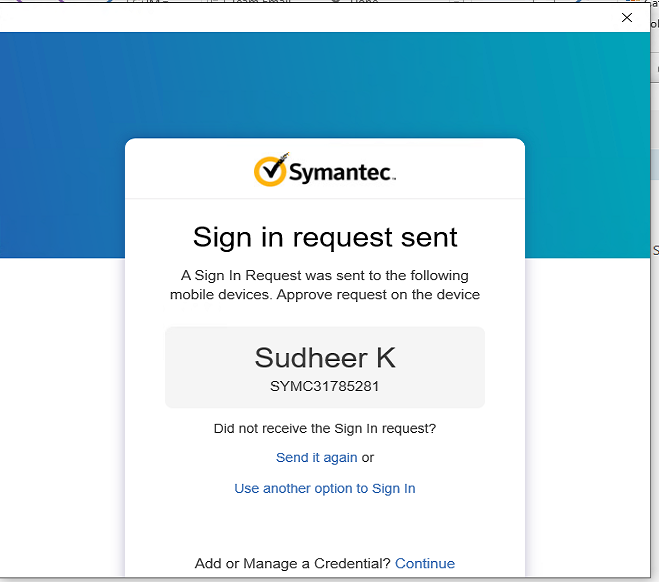 Team Email
Symantec.
Sign in request sent
A Sign In Request was sent to the following
mobile devices. Approve request on the device
Sudheer K
SYMC31785281
Did not receive the Sign In request?
Send it again or
Use another option to Sign In
Add or Manage a Credential? Continue